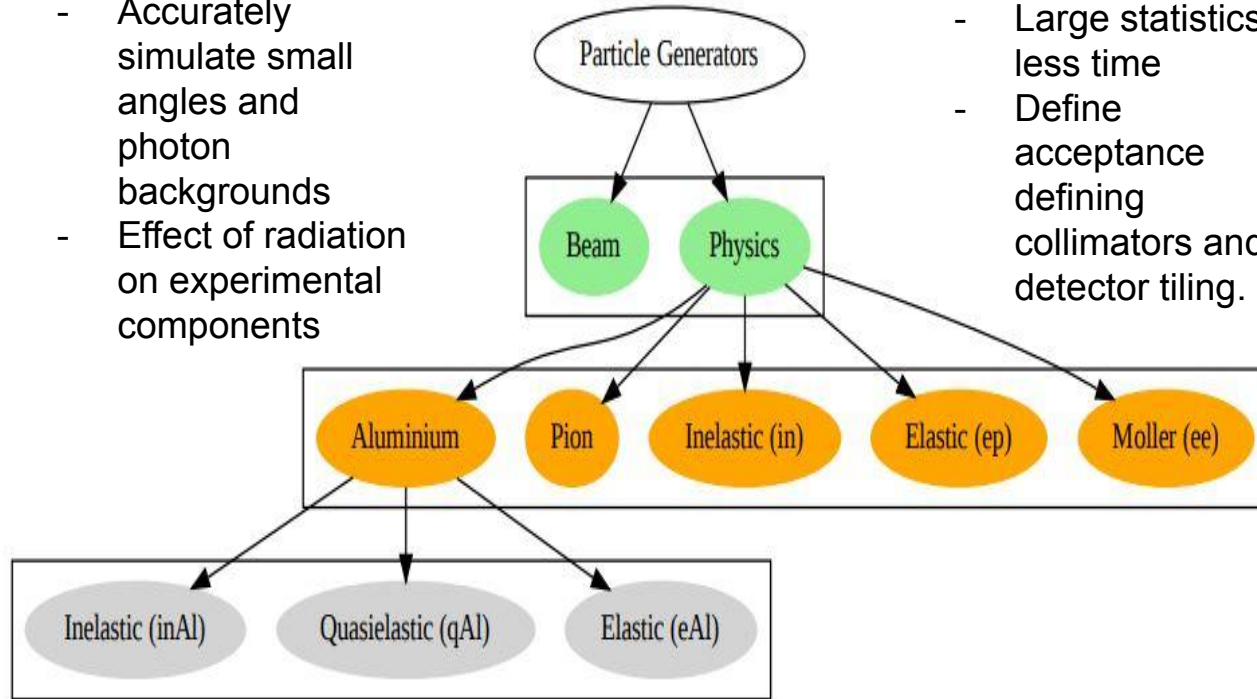 - Accurately
simulate small
angles and
photon
backgrounds
- Effect of radiation
on experimental
components
- Large statistics
less time
- Define
acceptance
defining
collimators and
detector tiling.
Particle Generators
Beam
Physics
Aluminium
Pion
Inelastic (in)
Elastic (ep)
Moller (ee)
Inelastic (inAl)
Quasielastic (qAl)
Elastic (eAl)